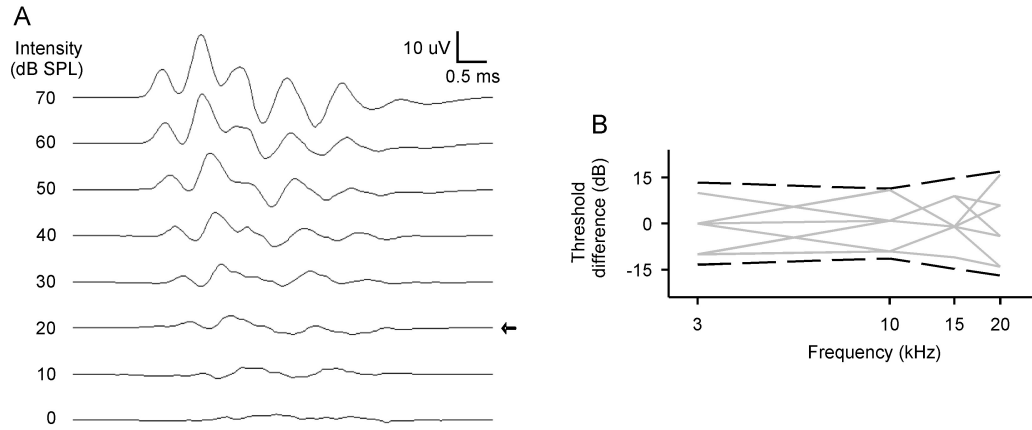 A
Intensity
(dB SPL)
10 uV
0.5 ms
70
60
50
40
30
20
10
0
B
Threshold
difference (dB)
15
0
-15
3
10
15
20
Frequency (kHz)